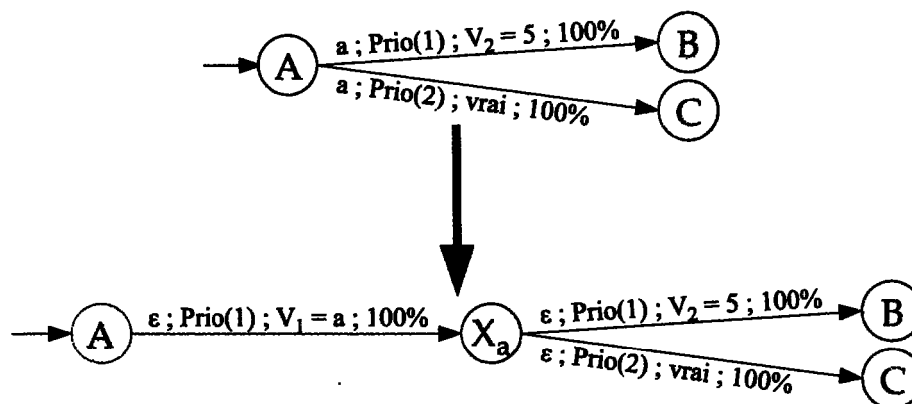 A
a ; Prio(1) ; V₂ = 5 ; 100%
B
a ; Prio(2) ; vrai ; 100%
C
A
ε ; Prio(1) ; V₁ = a ; 100%
Xₐ
ε ; Prio(1) ; V₂ = 5 ; 100%
B
ε ; Prio(2) ; vrai ; 100%
C